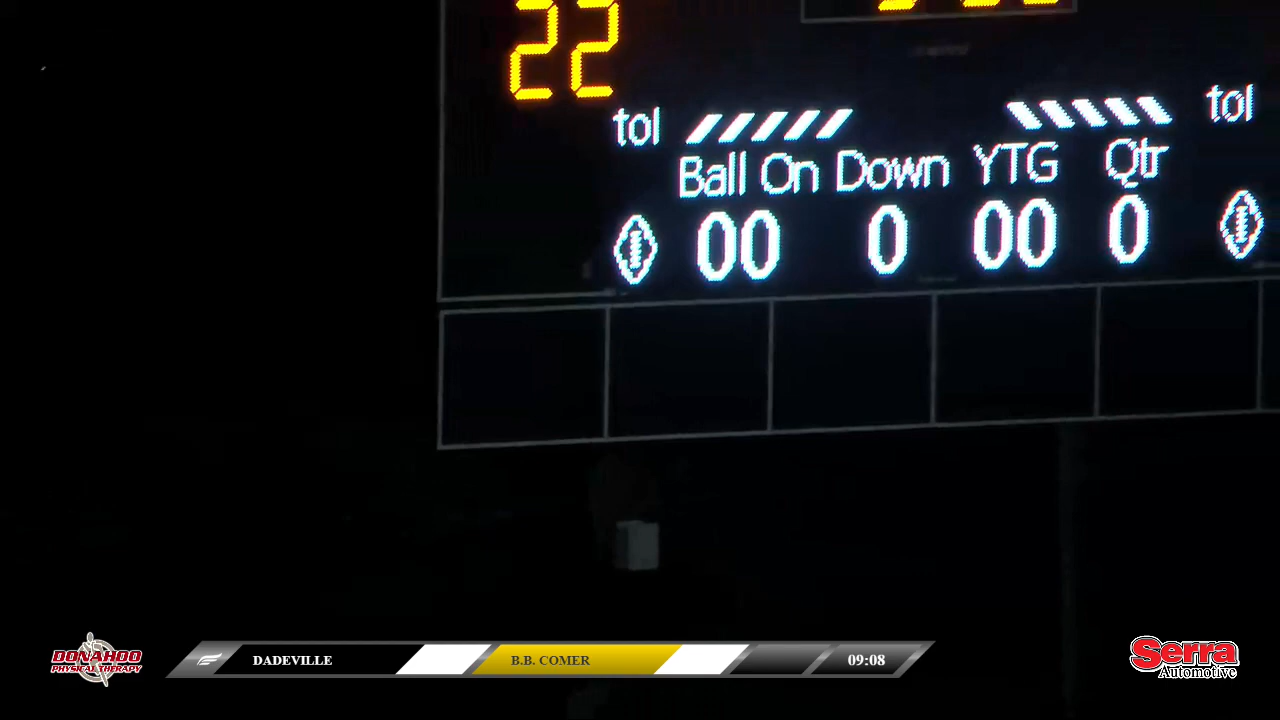 22
tol
tol
Ball On Down YTG Qtr
00 0 00 0
DONAHOO
PHYSICAL THERAPY
DADEVILLE
B.B. COMER
09:08
Serra
Automotive